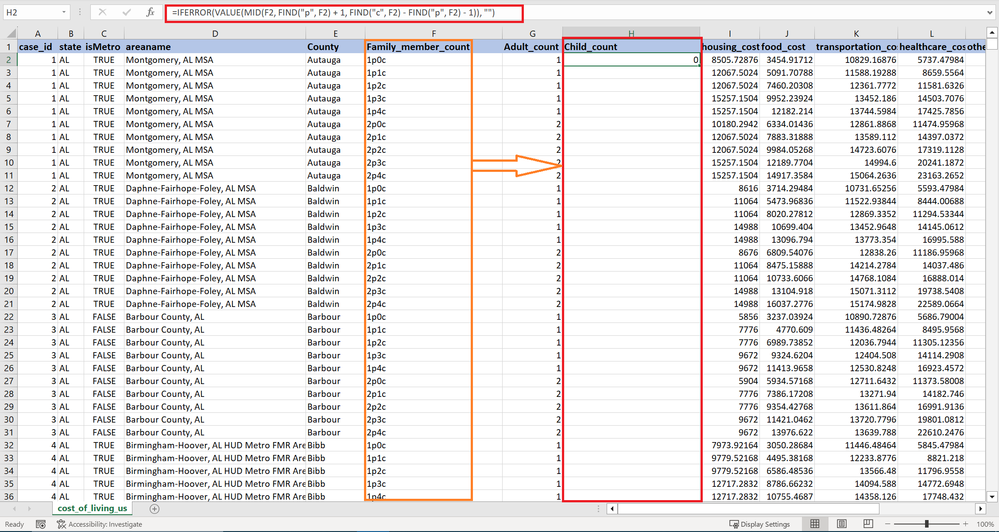 H2 =IFERROR(VALUE(MID(F2, FIND("p", F2) + 1, FIND("c", F2) - FIND("p", F2) - 1)), "")
A B C D E F G H I J K L
1 case_id state isMetro areaname County Family_member_count Adult_count Child_count housing_cost food_cost transportation_co healthcare_cos othe
2 1 AL TRUE Montgomery, AL MSA Autauga 1p0c 1 0 8505.72876 3454.91712 10829.16876 5737.47984
3 1 AL TRUE Montgomery, AL MSA Autauga 1p1c 1 12067.5024 5091.70788 11588.19288 8659.5564
4 1 AL TRUE Montgomery, AL MSA Autauga 1p2c 1 12067.5024 7460.20308 12361.7772 11581.6326
5 1 AL TRUE Montgomery, AL MSA Autauga 1p3c 1 15257.1504 9952.23924 13452.186 14503.7076
6 1 AL TRUE Montgomery, AL MSA Autauga 1p4c 1 15257.1504 12182.214 13744.5984 17425.7856
7 1 AL TRUE Montgomery, AL MSA Autauga 2p0c 2 10180.2942 6334.01436 12861.8868 11474.95968
8 1 AL TRUE Montgomery, AL MSA Autauga 2p1c 2 12067.5024 7883.31888 13589.112 14397.0372
9 1 AL TRUE Montgomery, AL MSA Autauga 2p2c 2 12067.5024 9984.05268 14723.6076 17319.1128
10 1 AL TRUE Montgomery, AL MSA Autauga 2p3c 2 15257.1504 12189.7704 14994.6 20241.1872
11 1 AL TRUE Montgomery, AL MSA Autauga 2p4c 2 15257.1504 14917.3584 15064.2636 23163.2652
12 2 AL TRUE Daphne-Fairhope-Foley, AL MSA Baldwin 1p0c 1 8616 3714.29484 10731.65256 5593.47984
13 2 AL TRUE Daphne-Fairhope-Foley, AL MSA Baldwin 1p1c 1 11064 5473.96836 11522.93844 8444.00688
14 2 AL TRUE Daphne-Fairhope-Foley, AL MSA Baldwin 1p2c 1 11064 8020.27812 12869.3352 11294.53344
15 2 AL TRUE Daphne-Fairhope-Foley, AL MSA Baldwin 1p3c 1 14988 10699.404 13452.9648 14145.0612
16 2 AL TRUE Daphne-Fairhope-Foley, AL MSA Baldwin 1p4c 1 14988 13096.794 13773.354 16995.588
17 2 AL TRUE Daphne-Fairhope-Foley, AL MSA Baldwin 2p0c 2 8676 6809.54076 12838.26 11186.95968
18 2 AL TRUE Daphne-Fairhope-Foley, AL MSA Baldwin 2p1c 2 11064 8475.15888 14214.2784 14037.486
19 2 AL TRUE Daphne-Fairhope-Foley, AL MSA Baldwin 2p2c 2 11064 10733.6066 14768.1084 16888.014
20 2 AL TRUE Daphne-Fairhope-Foley, AL MSA Baldwin 2p3c 2 14988 13104.918 15071.3112 19738.5408
21 2 AL TRUE Daphne-Fairhope-Foley, AL MSA Baldwin 2p4c 2 14988 16037.2776 15174.9828 22589.0664
22 3 AL FALSE Barbour County, AL Barbour 1p0c 1 5856 3237.03924 10890.72876 5686.79004
23 3 AL FALSE Barbour County, AL Barbour 1p1c 1 7776 4770.609 11436.48264 8495.9568
24 3 AL FALSE Barbour County, AL Barbour 1p2c 1 7776 6989.73852 12036.7944 11305.12356
25 3 AL FALSE Barbour County, AL Barbour 1p3c 1 9672 9324.6204 12404.508 14114.2908
26 3 AL FALSE Barbour County, AL Barbour 1p4c 1 9672 11413.9658 12530.8248 16923.4572
27 3 AL FALSE Barbour County, AL Barbour 2p0c 2 5904 5934.57168 12711.6432 11373.58008
28 3 AL FALSE Barbour County, AL Barbour 2p1c 2 7776 7386.17208 13271.94 14182.746
29 3 AL FALSE Barbour County, AL Barbour 2p2c 2 7776 9354.42768 13611.864 16991.9136
30 3 AL FALSE Barbour County, AL Barbour 2p3c 2 9672 11421.0462 13720.7796 19801.0812
31 3 AL FALSE Barbour County, AL Barbour 2p4c 2 9672 13976.622 13639.788 22610.2476
32 4 AL TRUE Birmingham-Hoover, AL HUD Metro FMR Are Bibb 1p0c 1 7973.92164 3050.28684 11446.48464 5845.47984
33 4 AL TRUE Birmingham-Hoover, AL HUD Metro FMR Are Bibb 1p1c 1 9779.52168 4495.38168 12233.8776 8821.218
34 4 AL TRUE Birmingham-Hoover, AL HUD Metro FMR Are Bibb 1p2c 1 9779.52168 6586.48536 13566.48 11796.9558
35 4 AL TRUE Birmingham-Hoover, AL HUD Metro FMR Are Bibb 1p3c 1 12717.2832 8786.66232 14094.588 14772.6948
36 4 AL TRUE Birmingham-Hoover, AL HUD Metro FMR Are Bibb 1p4c 1 12717.2832 10755.4687 14358.126 17748.432
cost_of_living_us
Ready Accessibility: Investigate Display Settings 100%